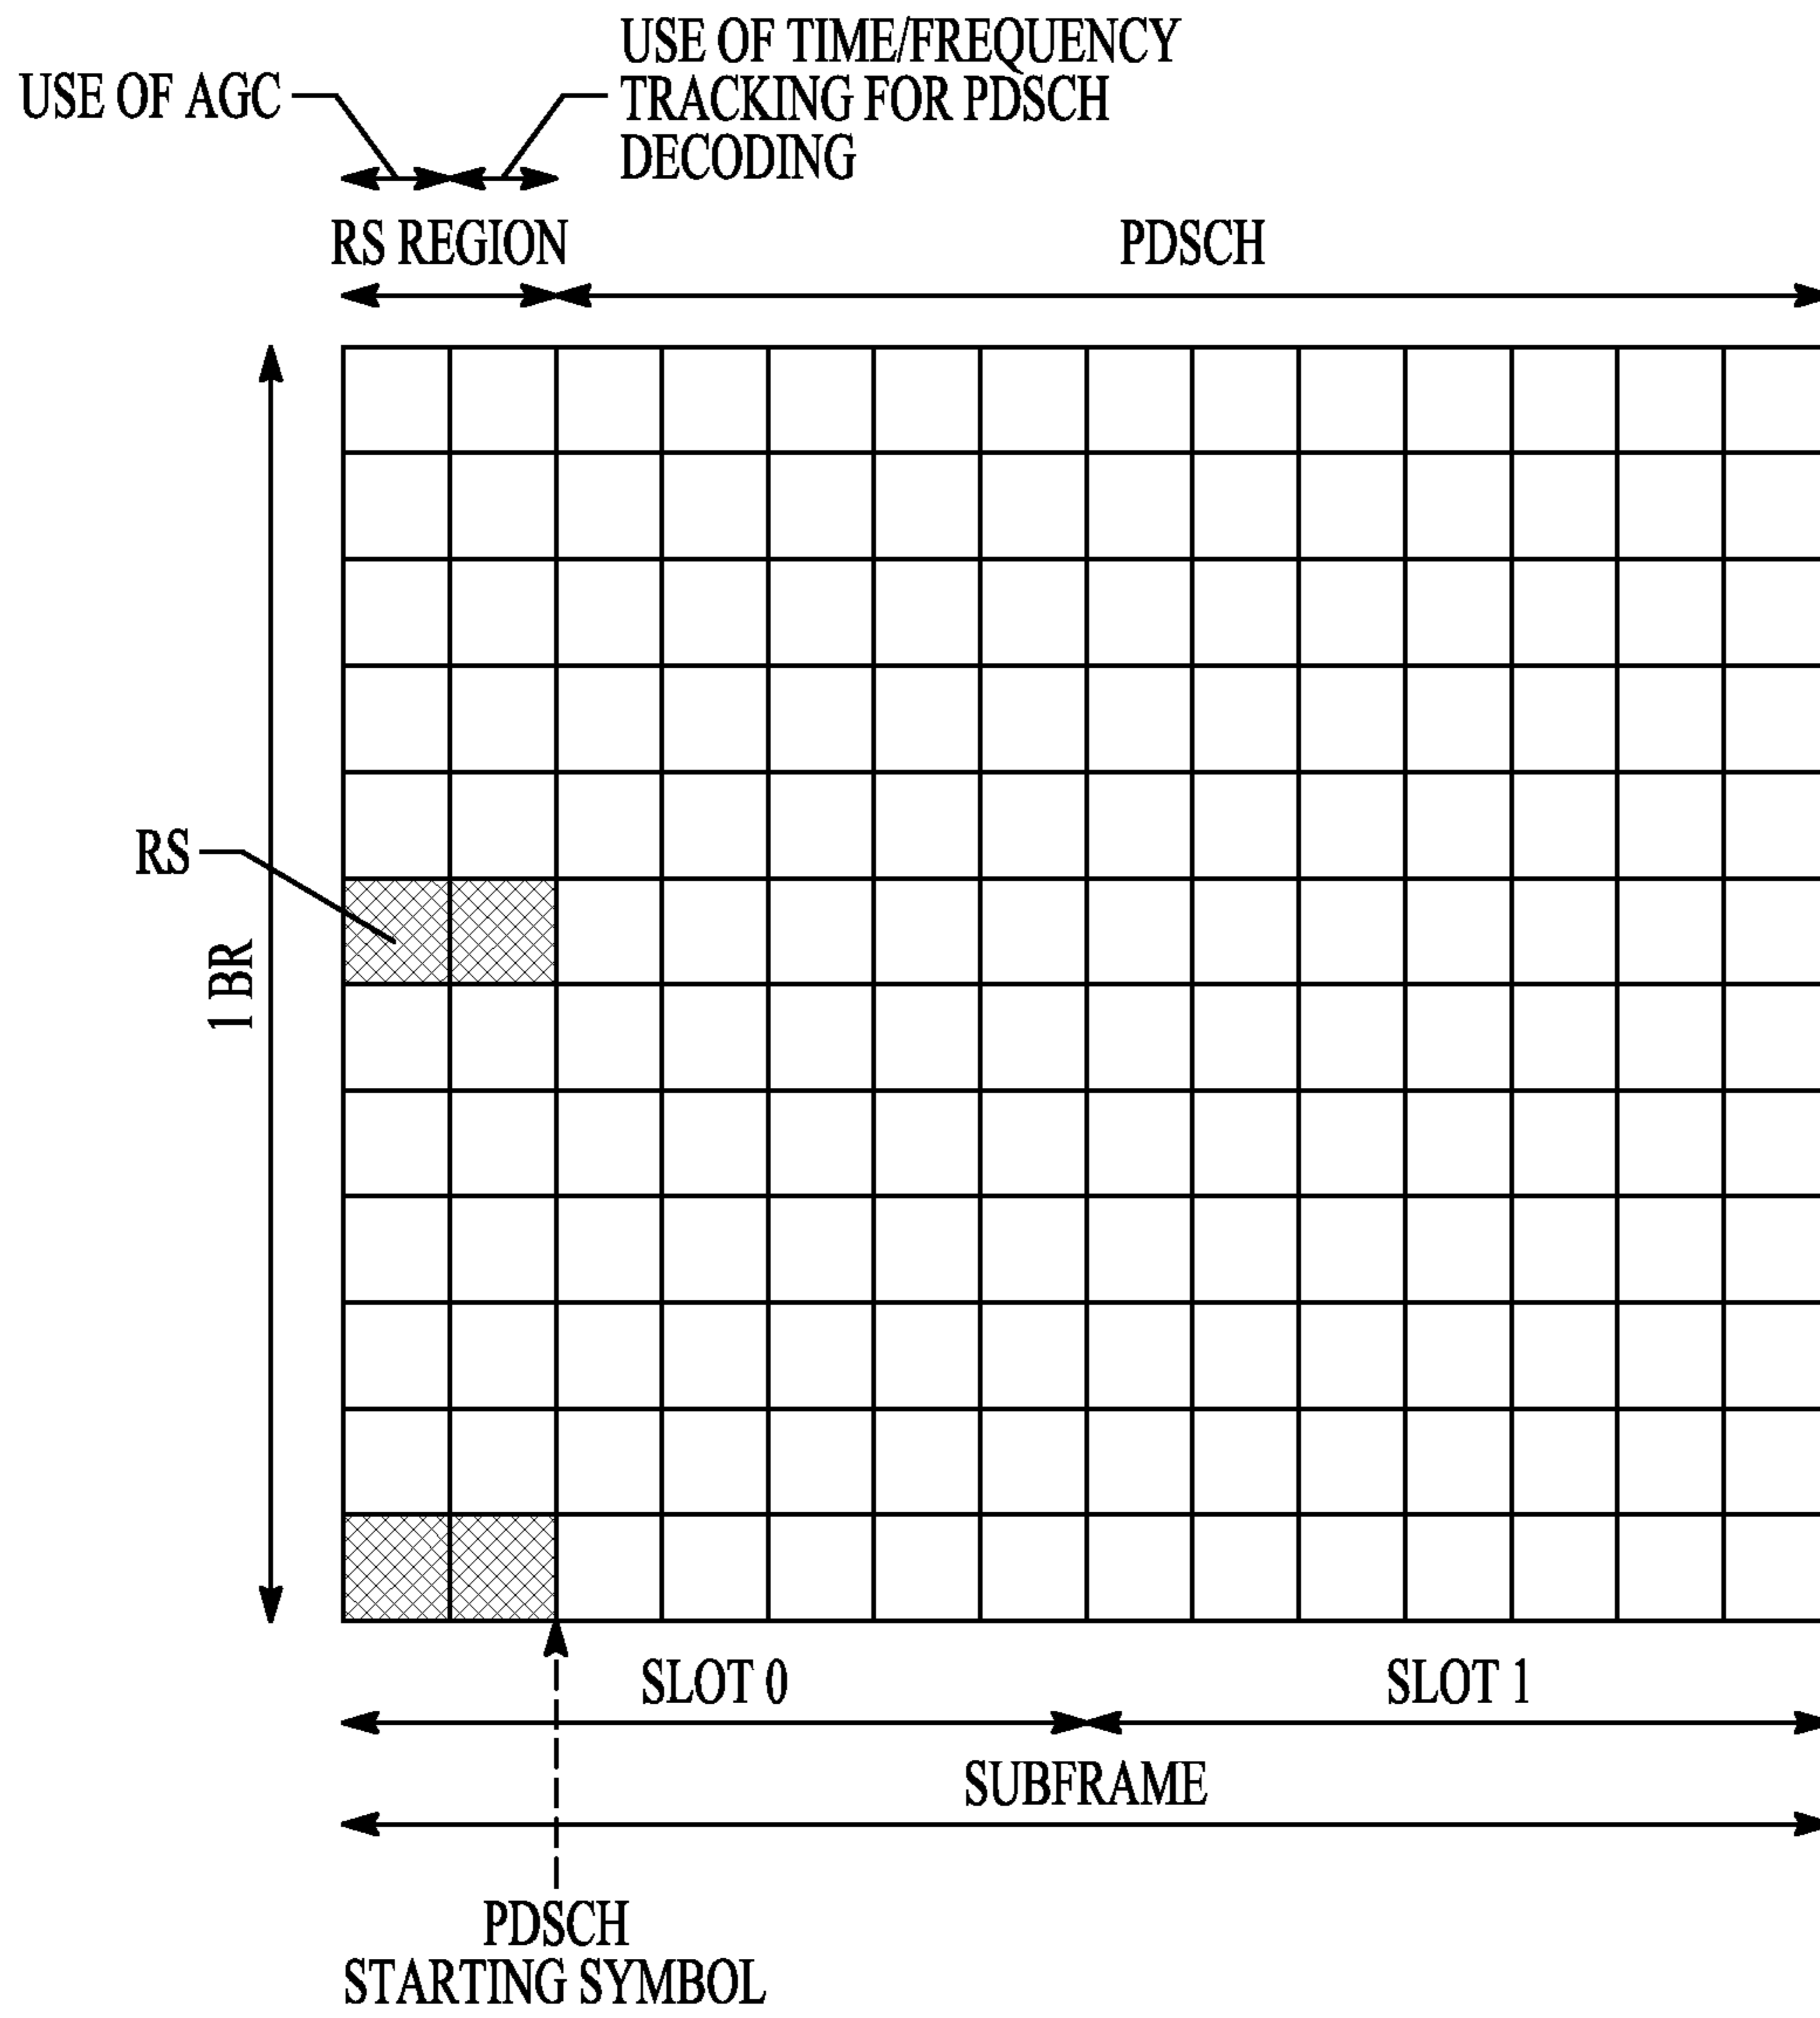 USE OF AGC
USE OF TIME/FREQUENCY
TRACKING FOR PDSCH
DECODING
RS REGION
PDSCH
RS
1 BR
SLOT 0
SLOT 1
SUBFRAME
PDSCH
STARTING SYMBOL